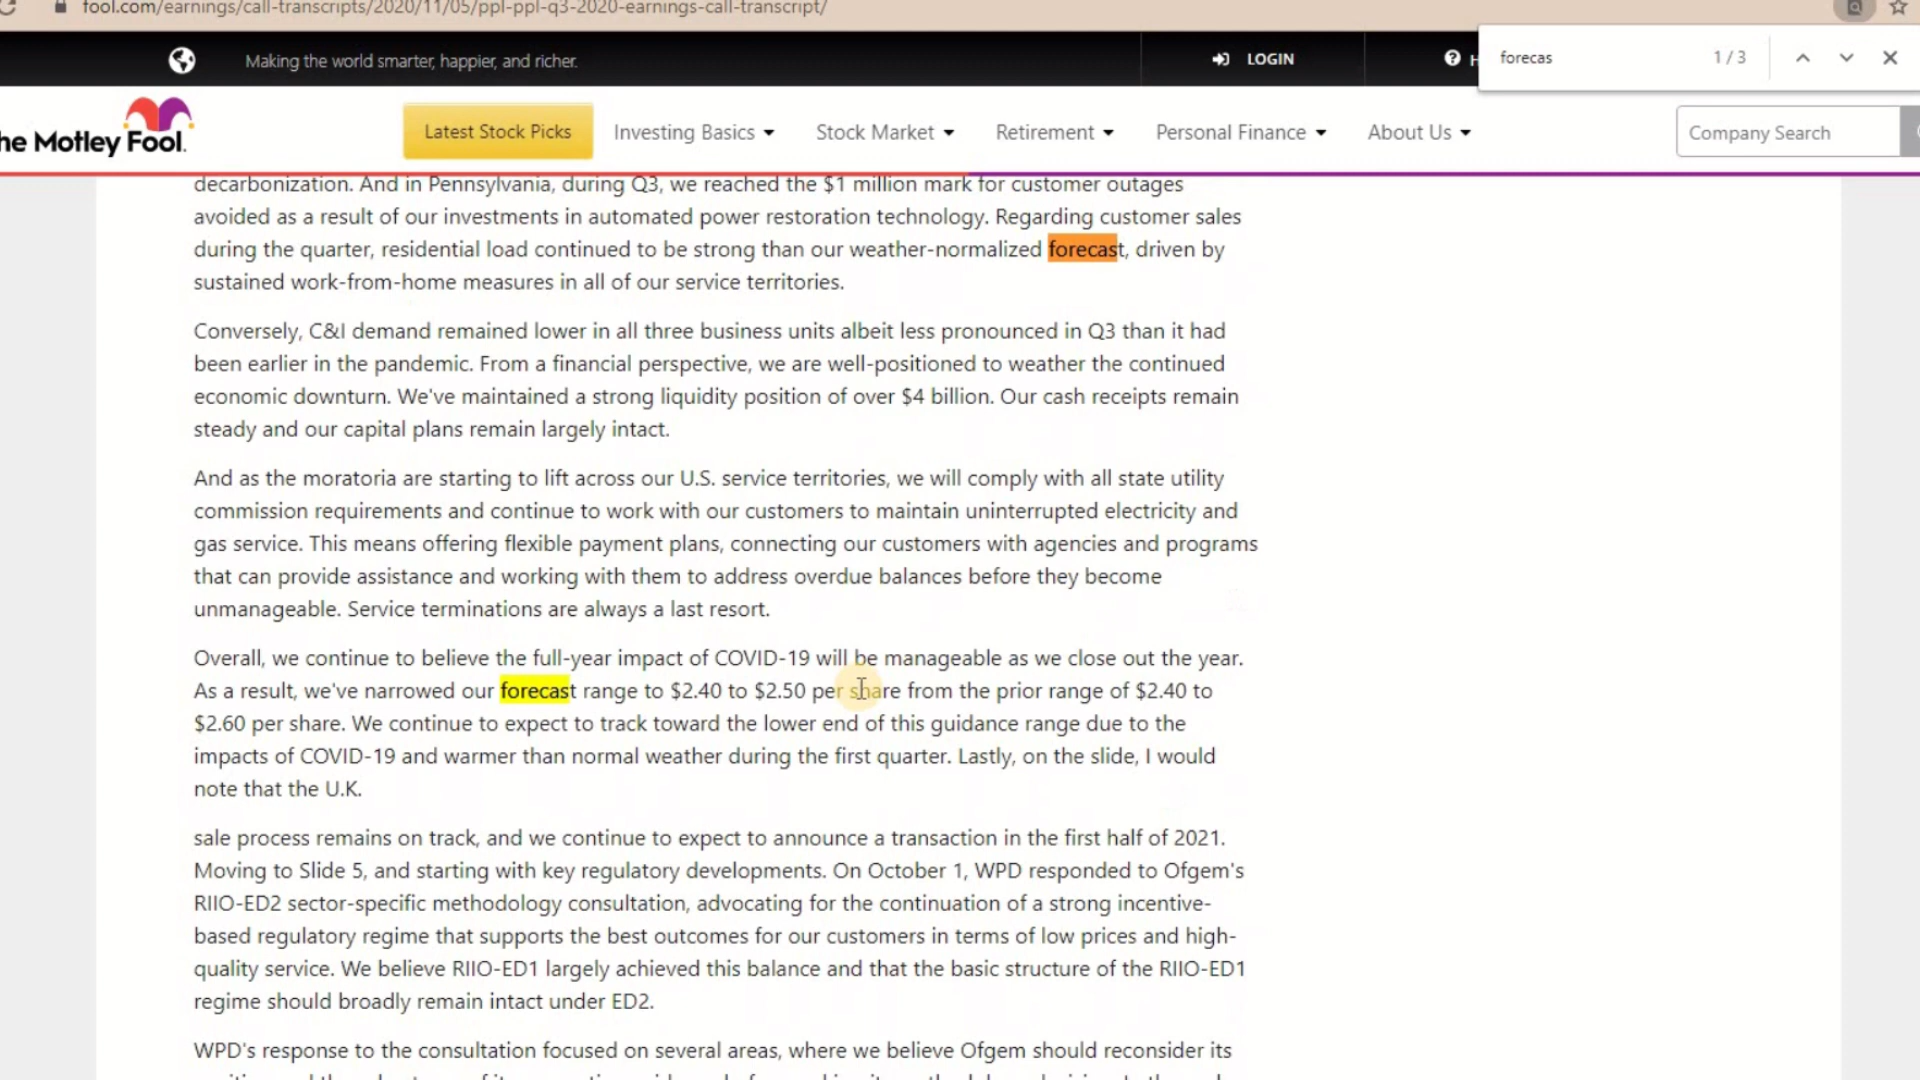 fool.com/earnings/call-transcripts/2020/11/05/ppl-ppl-q3-2020-earnings-call-transcript/
forecas 1/3
Making the world smarter, happier, and richer.
LOGIN
H
he Motley Fool.
Latest Stock Picks
Investing Basics
Stock Market
Retirement
Personal Finance
About Us
Company Search
decarbonization. And in Pennsylvania, during Q3, we reached the $1 million mark for customer outages
avoided as a result of our investments in automated power restoration technology. Regarding customer sales
during the quarter, residential load continued to be strong than our weather-normalized forecast, driven by
sustained work-from-home measures in all of our service territories.
Conversely, C&I demand remained lower in all three business units albeit less pronounced in Q3 than it had
been earlier in the pandemic. From a financial perspective, we are well-positioned to weather the continued
economic downturn. We've maintained a strong liquidity position of over $4 billion. Our cash receipts remain
steady and our capital plans remain largely intact.
And as the moratoria are starting to lift across our U.S. service territories, we will comply with all state utility
commission requirements and continue to work with our customers to maintain uninterrupted electricity and
gas service. This means offering flexible payment plans, connecting our customers with agencies and programs
that can provide assistance and working with them to address overdue balances before they become
unmanageable. Service terminations are always a last resort.
Overall, we continue to believe the full-year impact of COVID-19 will be manageable as we close out the year.
As a result, we've narrowed our forecast range to $2.40 to $2.50 per share from the prior range of $2.40 to
$2.60 per share. We continue to expect to track toward the lower end of this guidance range due to the
impacts of COVID-19 and warmer than normal weather during the first quarter. Lastly, on the slide, I would
note that the U.K.
sale process remains on track, and we continue to expect to announce a transaction in the first half of 2021.
Moving to Slide 5, and starting with key regulatory developments. On October 1, WPD responded to Ofgem's
RIIO-ED2 sector-specific methodology consultation, advocating for the continuation of a strong incentive-
based regulatory regime that supports the best outcomes for our customers in terms of low prices and high-
quality service. We believe RIIO-ED1 largely achieved this balance and that the basic structure of the RIIO-ED1
regime should broadly remain intact under ED2.
WPD's response to the consultation focused on several areas, where we believe Ofgem should reconsider its